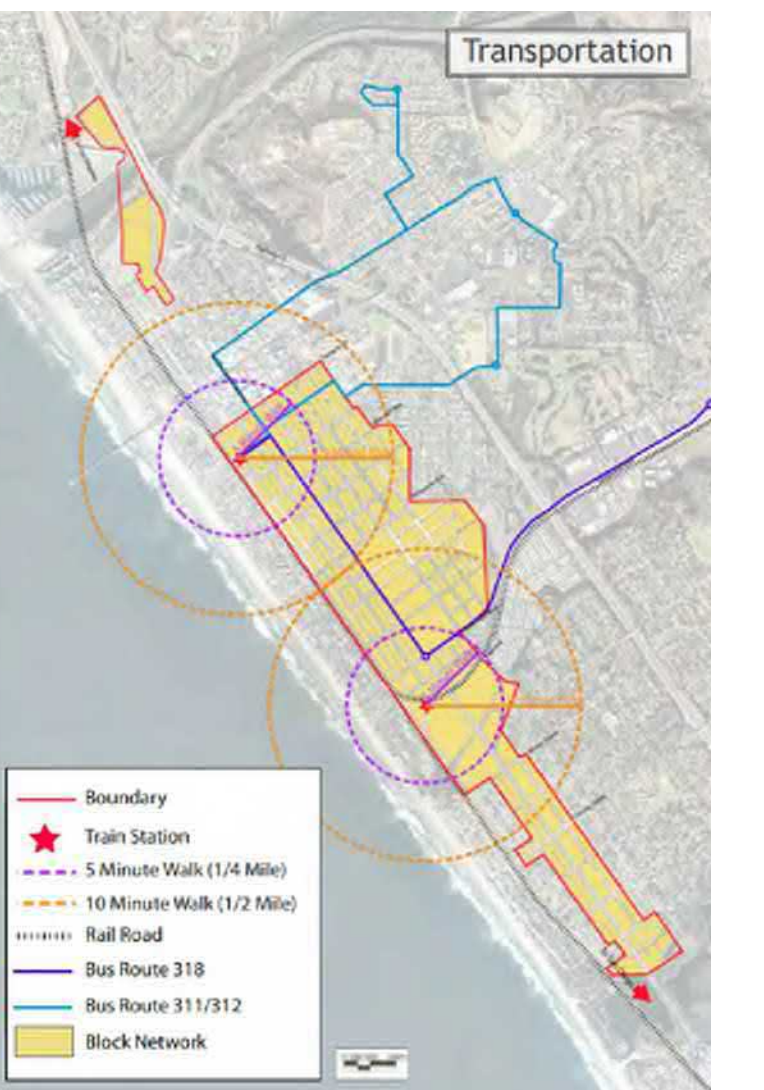 Transportation
Boundary
Train Station
5 Minute Walk (1/4 Mile)
10 Minute Walk (1/2 Mile)
Rail Road
Bus Route 318
Bus Route 311/312
Block Network